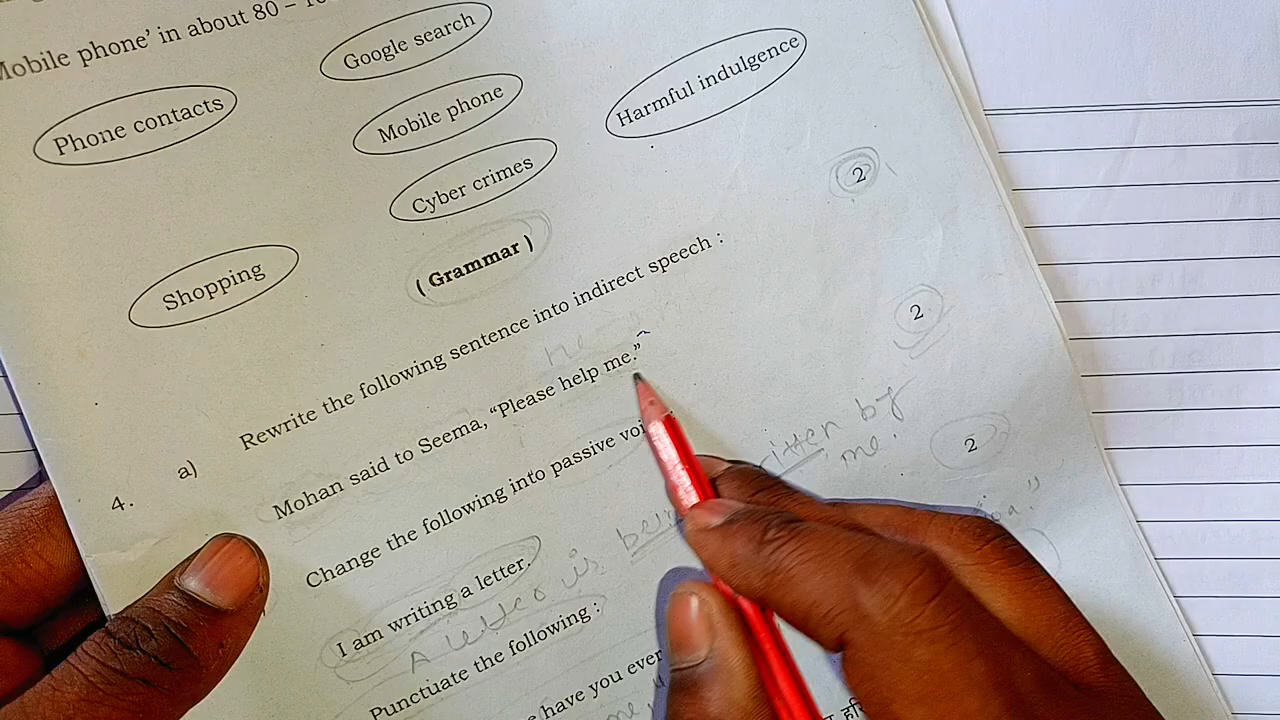 Mobile phone' in about 80 –
Google search
Phone contacts
Mobile phone
Harmful indulgence
Cyber crimes
2
Shopping
( Grammar )
4. a) Rewrite the following sentence into indirect speech :
2
Mohan said to Seema, “Please help me.”
Change the following into passive
2
I am writing a letter.
A letter is being written by me.
Punctuate the following :
have you ever